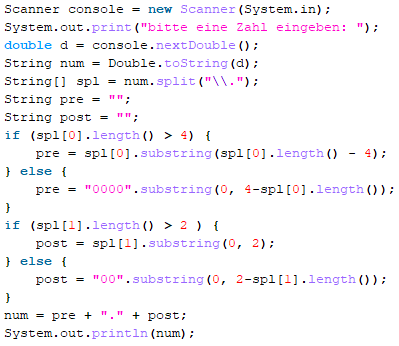 Scanner console = new Scanner(System.in);
System.out.print("bitte eine Zahl eingeben: ");
double d = console.nextDouble();
String num = Double.toString(d);
String[] spl = num.split("\\.");
String pre = "";
String post = "";
if (spl[0].length() > 4) {
    pre = spl[0].substring(spl[0].length() - 4);
} else {
    pre = "0000".substring(0, 4-spl[0].length());
}
if (spl[1].length() > 2 ) {
    post = spl[1].substring(0, 2);
} else {
    post = "00".substring(0, 2-spl[1].length());
}
num = pre + "." + post;
System.out.println(num);